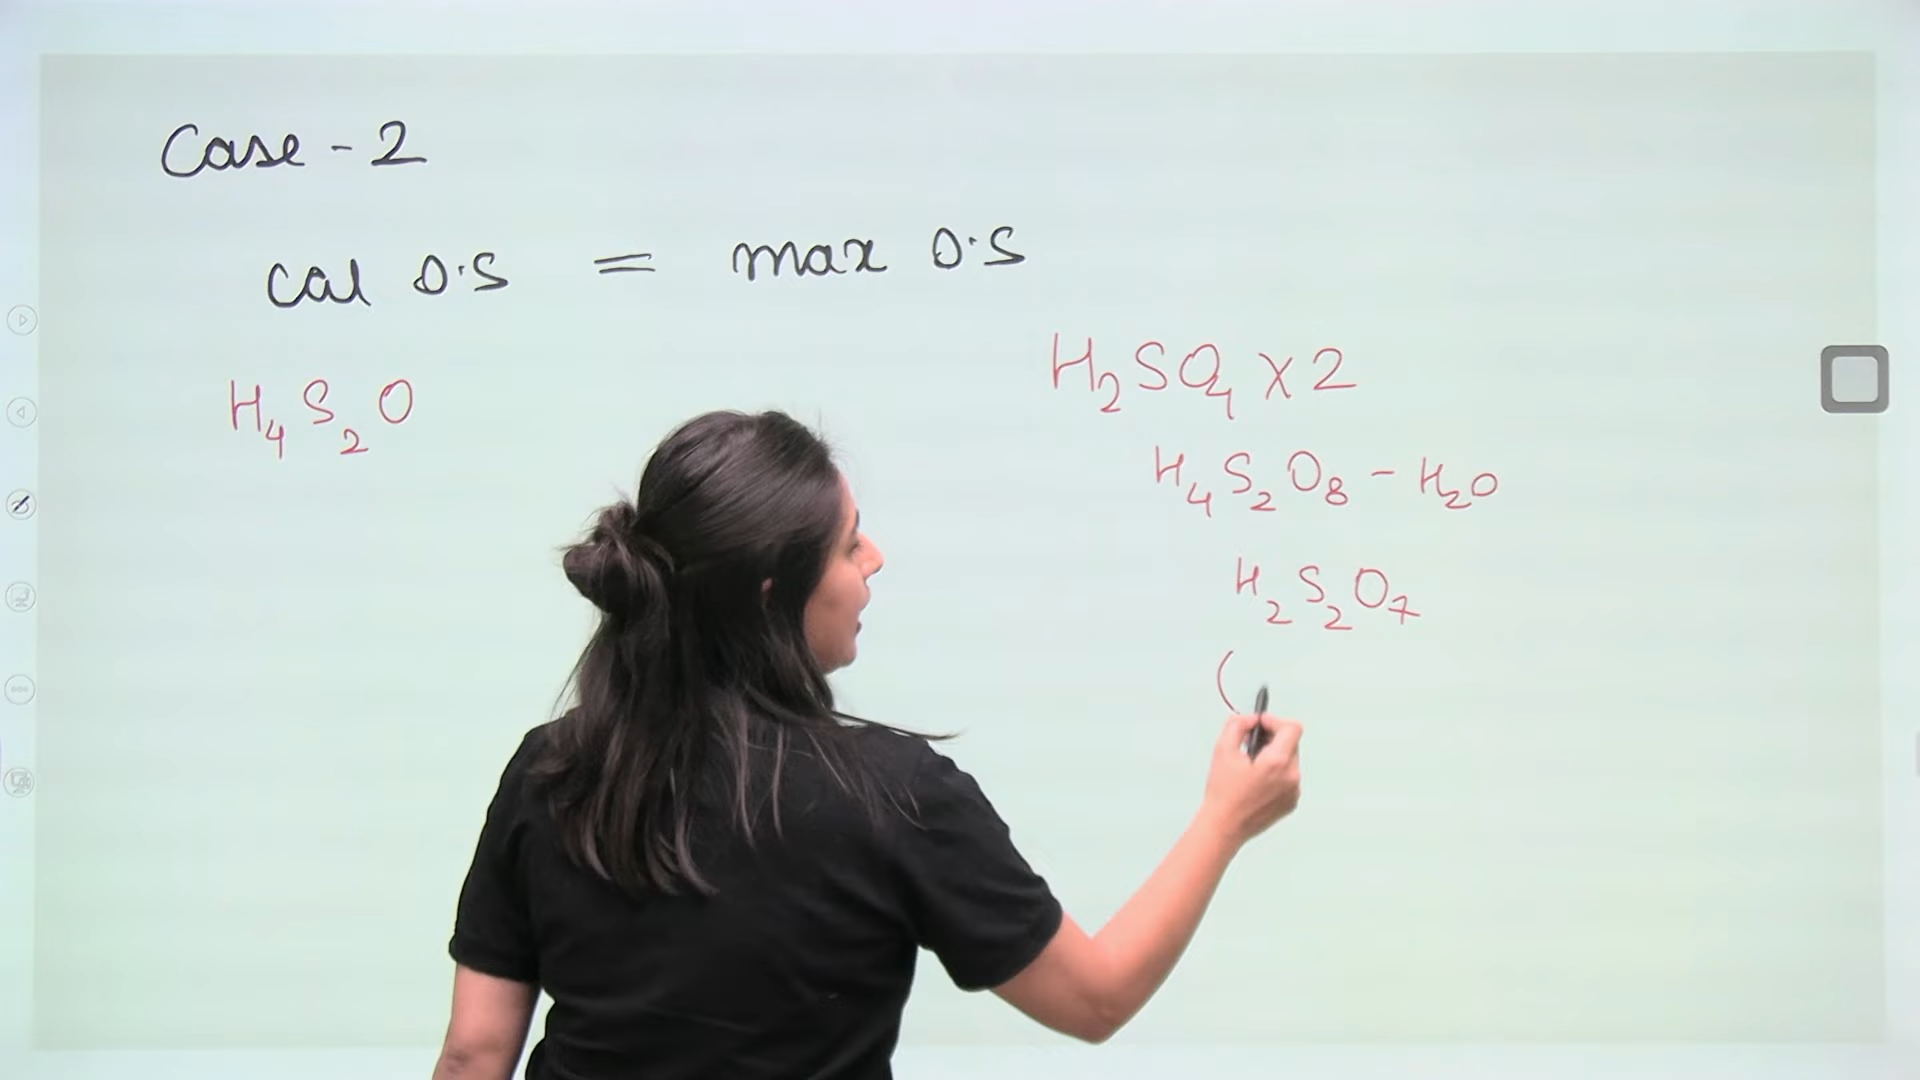 Case - 2
cal O.S = max O.S
H₄S₂O
H₂SO₄ X 2
H₄S₂O₈ - H₂O
H₂S₂O₇
(